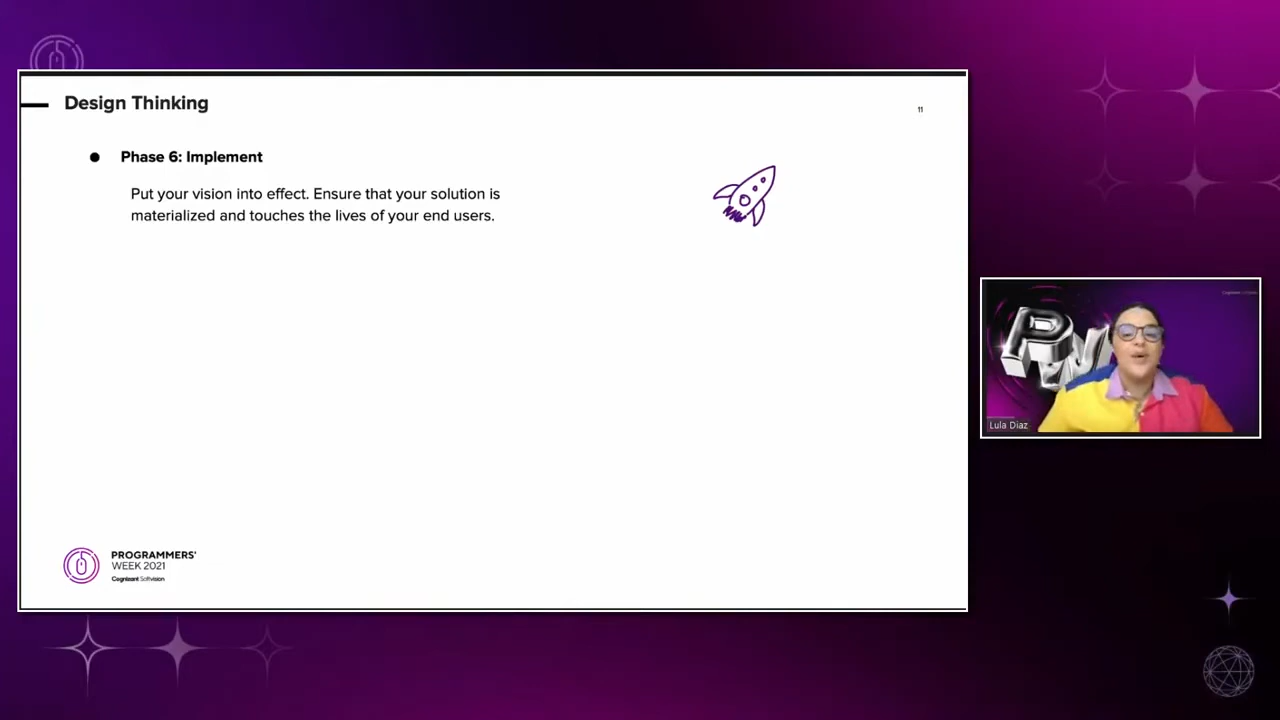 Design Thinking
11
Phase 6: Implement
Put your vision into effect. Ensure that your solution is
materialized and touches the lives of your end users.
PW
Lula Diaz
PROGRAMMERS'
WEEK 2021
Cognizant Softvision